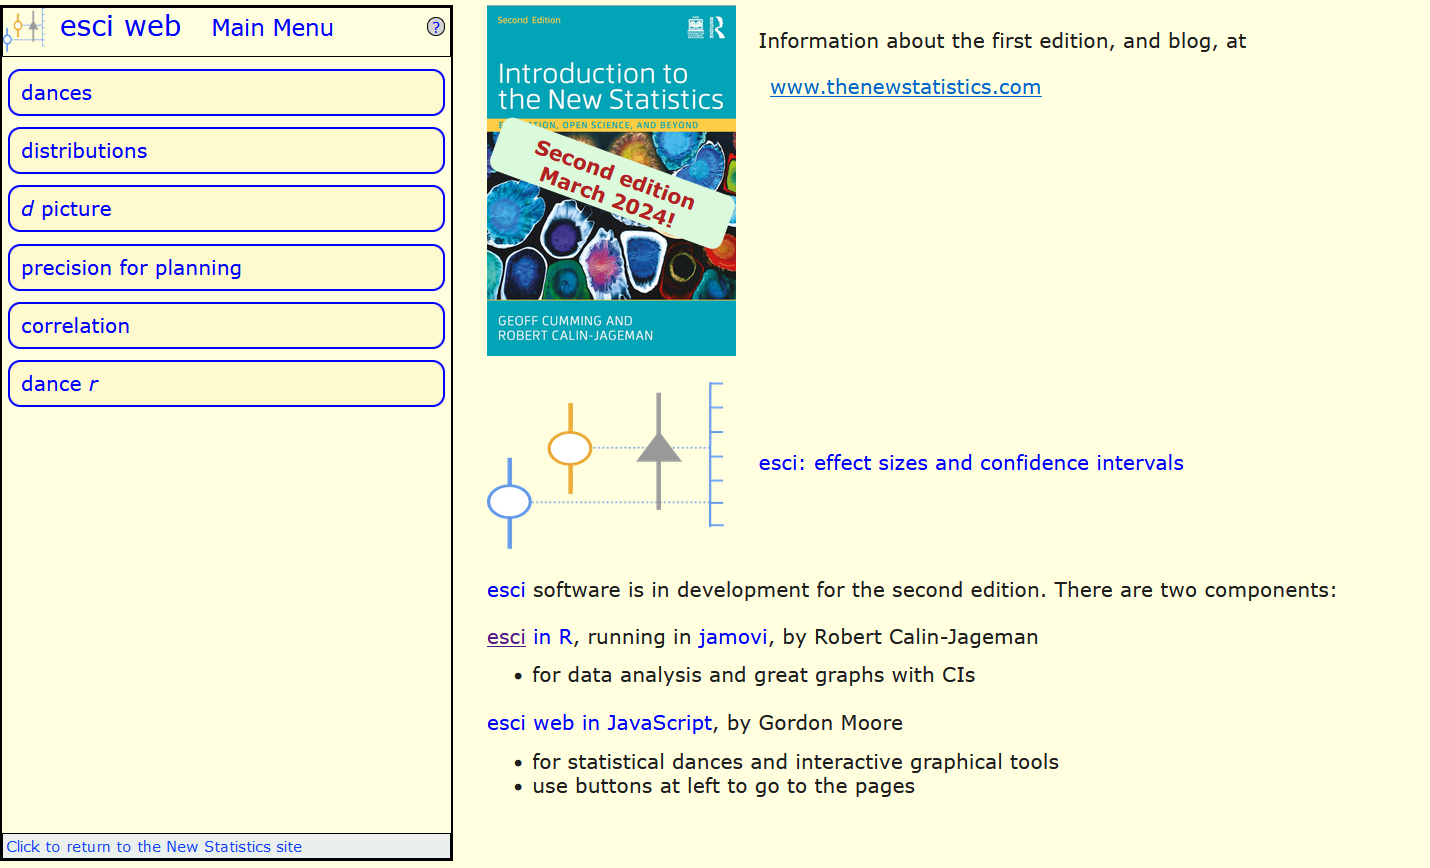 esci web Main Menu ?
dances
distributions
d picture
precision for planning
correlation
dance r
Click to return to the New Statistics site
Second Edition
Introduction to
the New Statistics
OPEN SCIENCE, AND BEYOND
Second edition
March 2024!
GEOFF CUMMING AND
ROBERT CALIN-JAGEMAN
Information about the first edition, and blog, at
www.thenewstatistics.com
esci: effect sizes and confidence intervals
esci software is in development for the second edition. There are two components:
esci in R, running in jamovi, by Robert Calin-Jageman
• for data analysis and great graphs with CIs
esci web in JavaScript, by Gordon Moore
• for statistical dances and interactive graphical tools
• use buttons at left to go to the pages